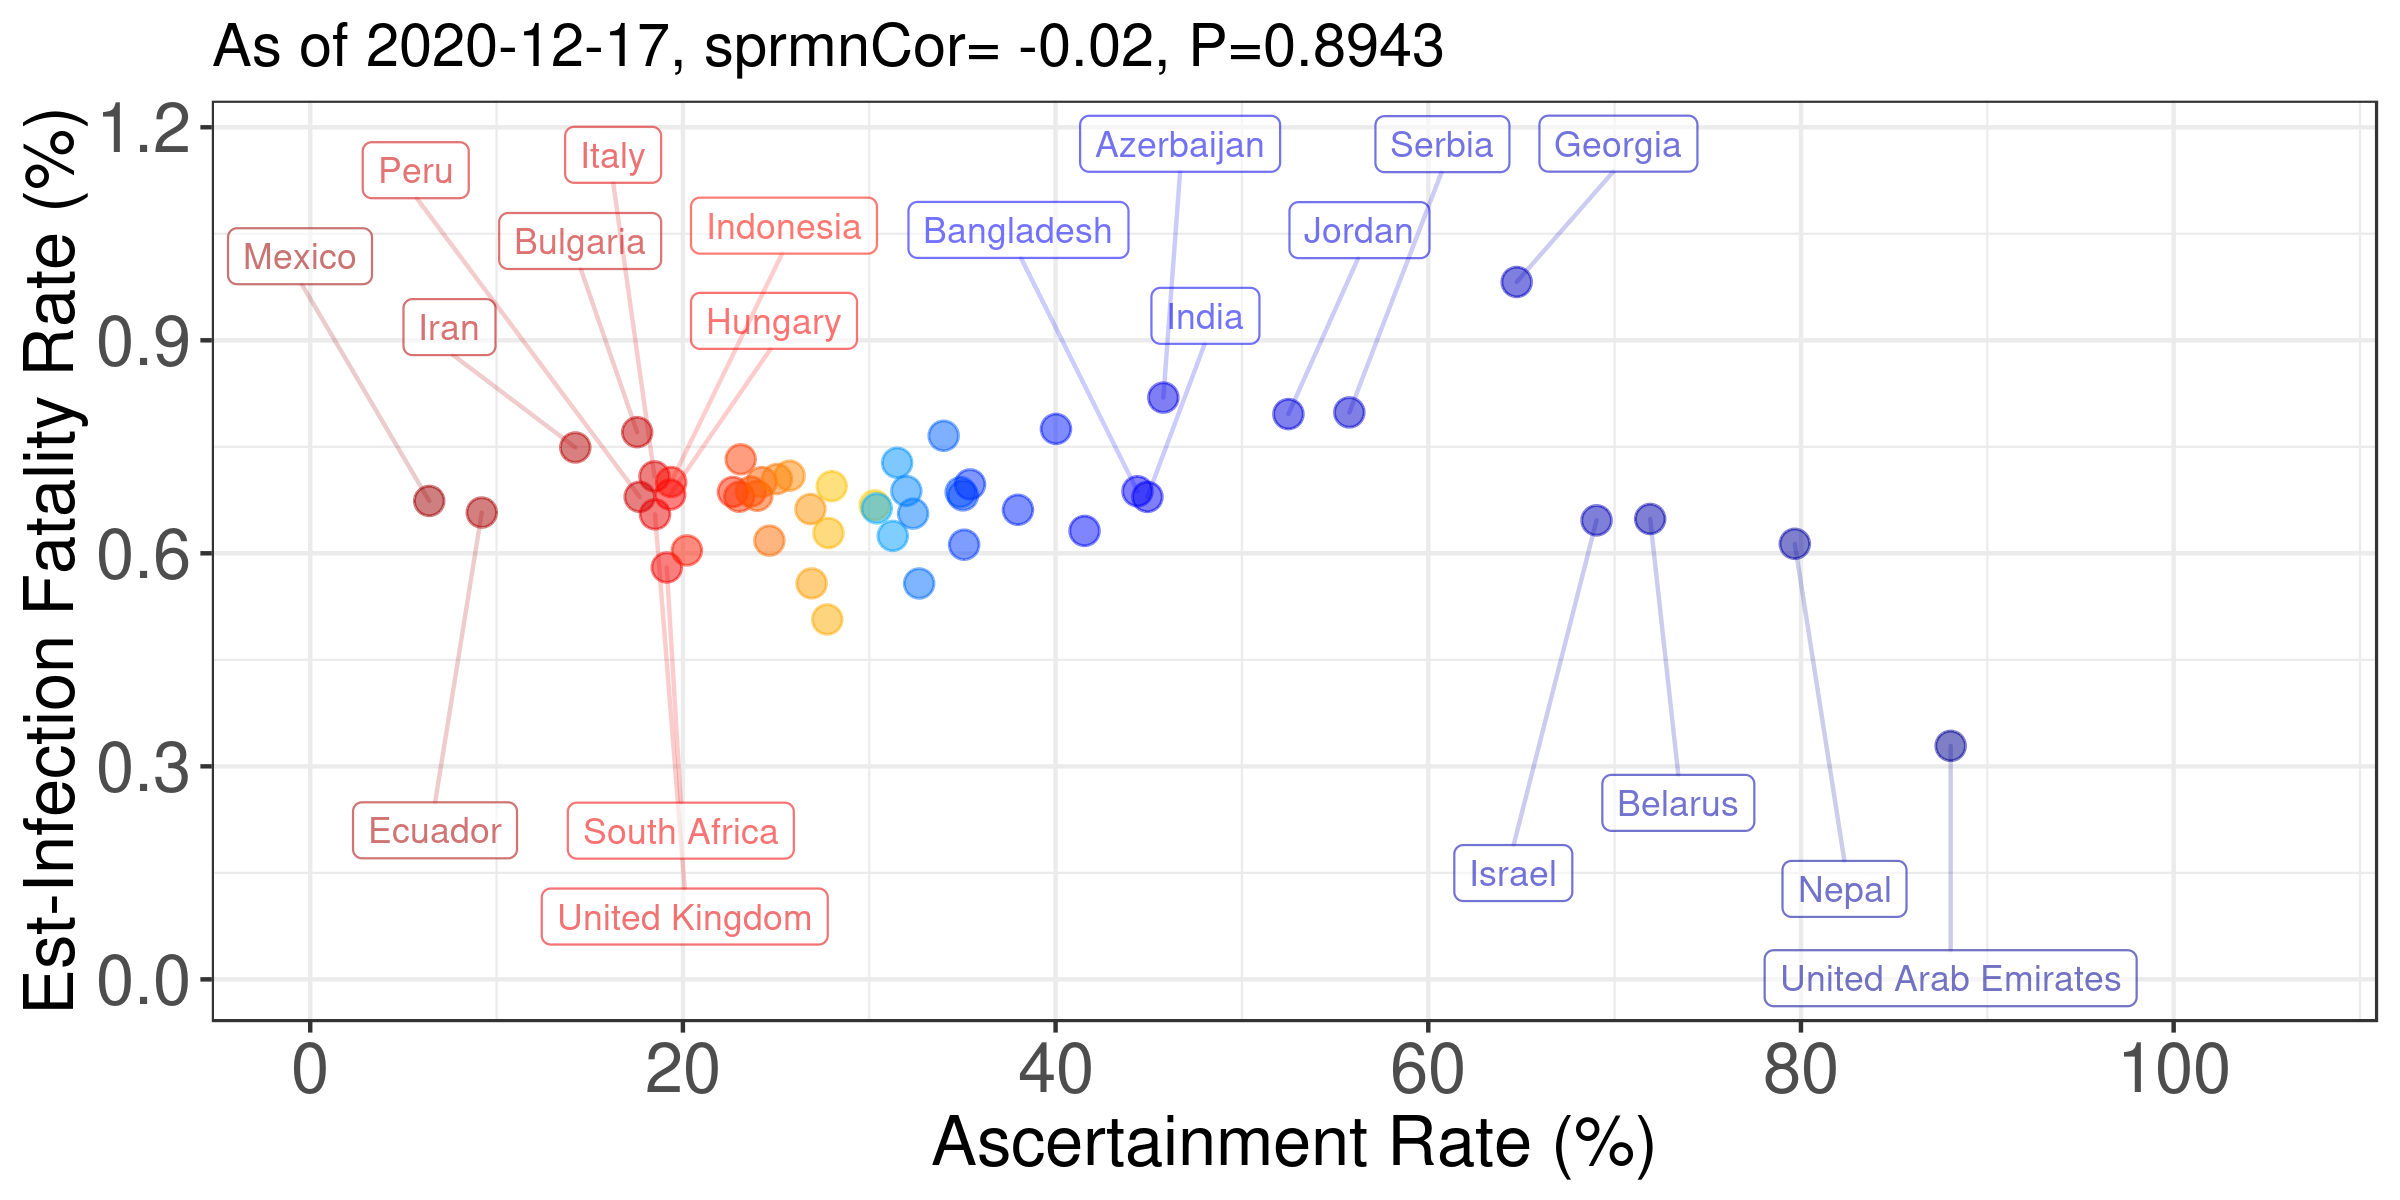 As of 2020-12-17, sprmnCor= -0.02, P=0.8943
Est-Infection Fatality Rate (%)
1.2
0.9
0.6
0.3
0.0
Peru
Italy
Azerbaijan
Serbia
Georgia
Mexico
Bulgaria
Indonesia
Bangladesh
Jordan
Iran
Hungary
India
Ecuador
South Africa
Belarus
Israel
Nepal
United Kingdom
United Arab Emirates
0
20
40
60
80
100
Ascertainment Rate (%)